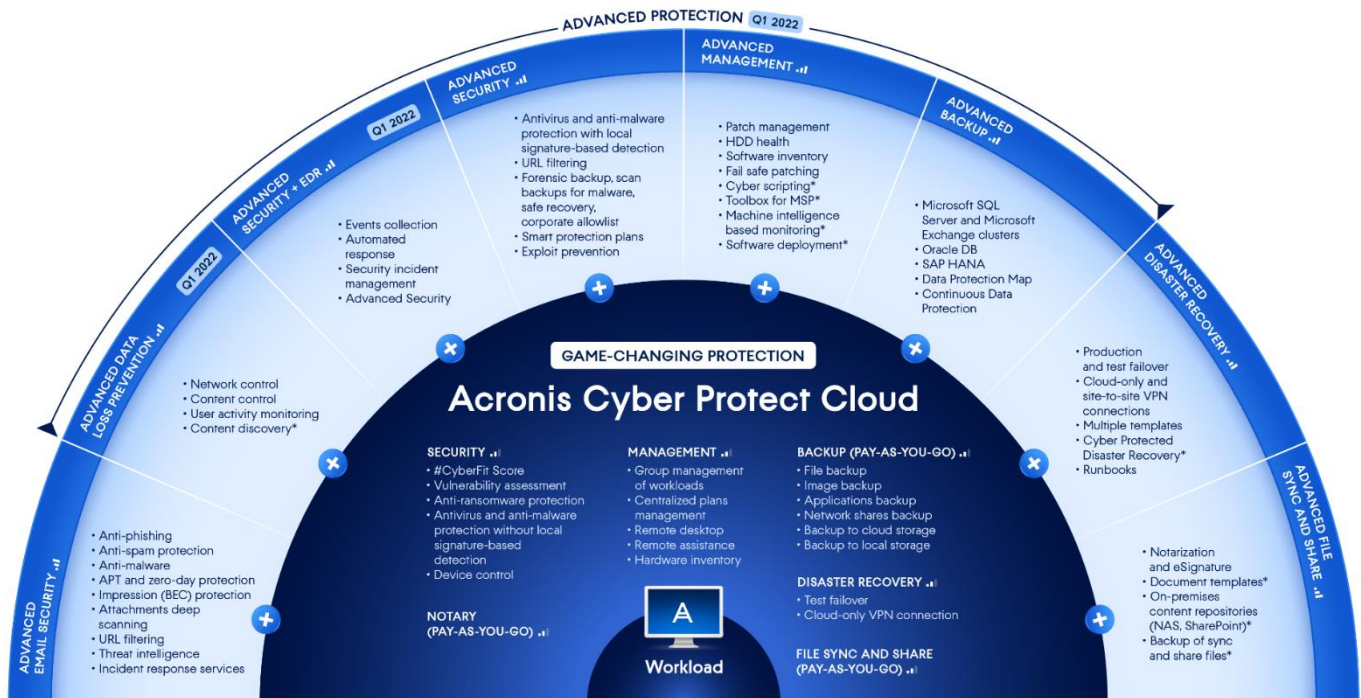 ADVANCED PROTECTION Q1 2022
ADVANCED
EMAIL SECURITY
• Anti-phishing
• Anti-spam protection
• Anti-malware
• APT and zero-day protection
• Impression (BEC) protection
• Attachments deep
scanning
• URL filtering
• Threat intelligence
• Incident response services
ADVANCED DATA
LOSS PREVENTION
Q1 2022
• Network control
• Content control
• User activity monitoring
• Content discovery*
ADVANCED
SECURITY + EDR
Q1 2022
• Events collection
• Automated
response
• Security incident
management
• Advanced Security
ADVANCED
SECURITY
• Antivirus and anti-malware
protection with local
signature-based detection
• URL filtering
• Forensic backup, scan
backups for malware,
safe recovery,
corporate allowlist
• Smart protection plans
• Exploit prevention
ADVANCED
MANAGEMENT
• Patch management
• HDD health
• Software inventory
• Fail safe patching
• Cyber scripting*
• Toolbox for MSP*
• Machine intelligence
based monitoring*
• Software deployment*
ADVANCED
BACKUP
• Microsoft SQL
Server and Microsoft
Exchange clusters
• Oracle DB
• SAP HANA
• Data Protection Map
• Continuous Data
Protection
ADVANCED
DISASTER RECOVERY
• Production
and test failover
• Cloud-only and
site-to-site VPN
connections
• Multiple templates
• Cyber Protected
Disaster Recovery*
• Runbooks
ADVANCED FILE
SYNC AND SHARE
• Notarization
and eSignature
• Document templates*
• On-premises
content repositories
(NAS, SharePoint)*
• Backup of sync
and share files*
GAME-CHANGING PROTECTION
Acronis Cyber Protect Cloud
SECURITY
• #CyberFit Score
• Vulnerability assessment
• Anti-ransomware protection
• Antivirus and anti-malware
protection without local
signature-based
detection
• Device control
NOTARY
(PAY-AS-YOU-GO)
MANAGEMENT
• Group management
of workloads
• Centralized plans
management
• Remote desktop
• Remote assistance
• Hardware inventory
BACKUP (PAY-AS-YOU-GO)
• File backup
• Image backup
• Applications backup
• Network shares backup
• Backup to cloud storage
• Backup to local storage
DISASTER RECOVERY
• Test failover
• Cloud-only VPN connection
FILE SYNC AND SHARE
(PAY-AS-YOU-GO)
Workload